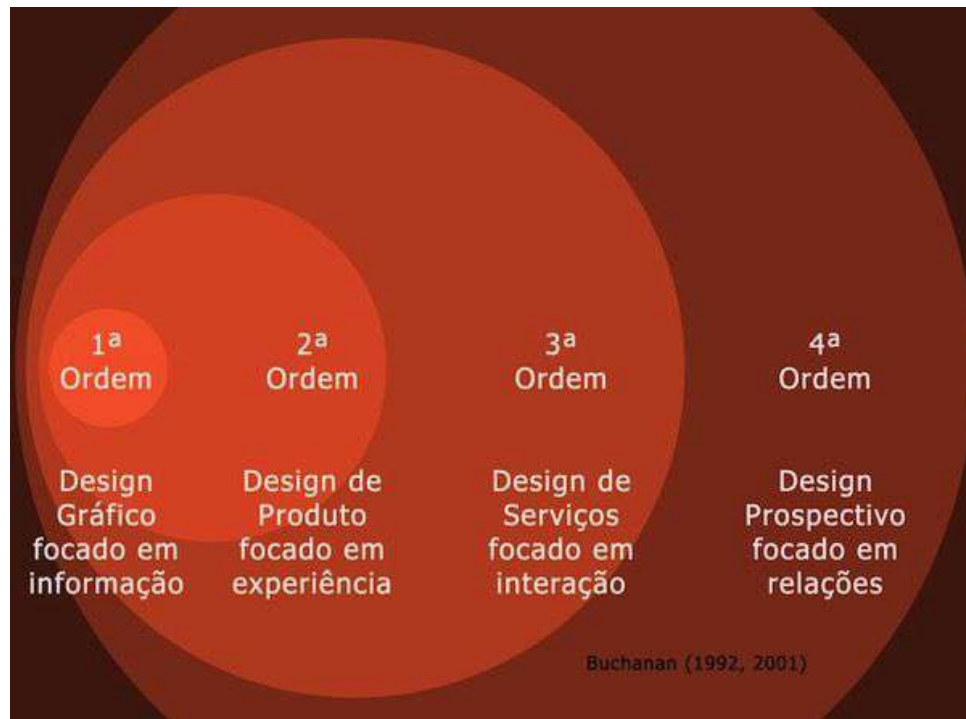 1ª
Ordem
2ª
Ordem
3ª
Ordem
4ª
Ordem
Design
Gráfico
focado em
informação
Design de
Produto
focado em
experiência
Design de
Serviços
focado em
interação
Design
Prospectivo
focado em
relações
Buchanan (1992, 2001)